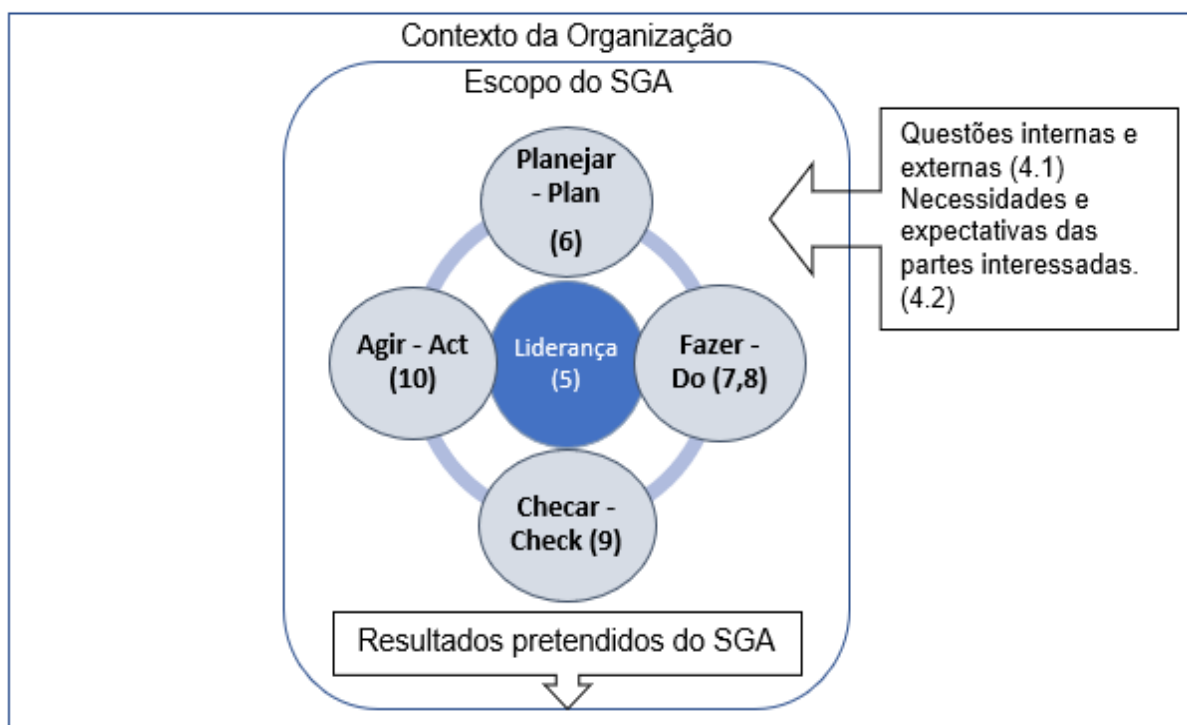 Contexto da Organização
Escopo do SGA
Planejar
- Plan
(6)
Questões internas e
externas (4.1)
Necessidades e
expectativas das
partes interessadas.
(4.2)
Agir - Act
(10)
Liderança
(5)
Fazer -
Do (7,8)
Checar -
Check (9)
Resultados pretendidos do SGA